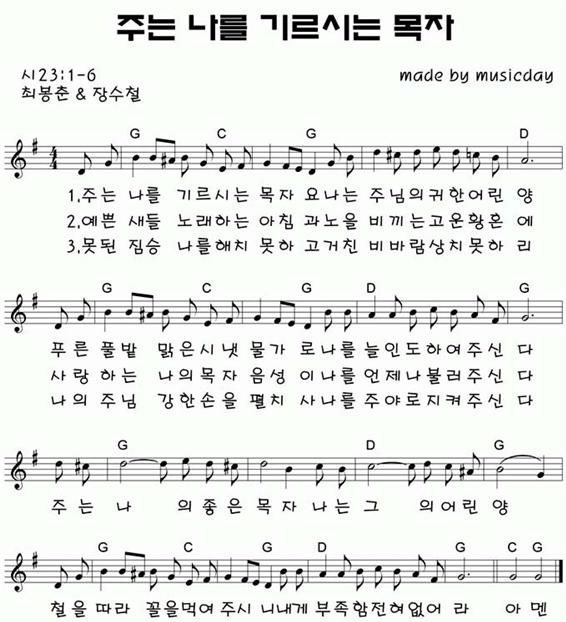 주는 나를 기르시는 목자
시23:1-6
made by musicday
최봉춘 & 장수철
G C G D
4 4
1.주는 나를 기르시는 목자 요나는 주님의귀한어린 양
2.예쁜 새들 노래하는 아침 과노을 비끼는고운황혼 에
3.못된 짐승 나를해치 못하 고거친 비바람상치못하 리
G C G D G
푸른 풀밭 맑은시냇 물가 로나를 늘인도하여주신 다
사랑 하는 나의목자 음성 이나를 언제나불러주신 다
나의 주님 강한손을 펼치 사나를 주야로지켜주신 다
G D G
주 는 나 의 좋은 목자 나는 그 의어린 양
G G C D G C G
철을 따라 꼴을먹여 주시 니내게 부족함전혀없어 라 아 멘